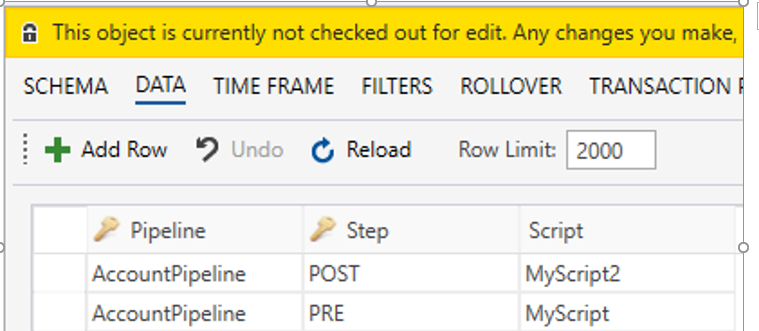 This object is currently not checked out for edit. Any changes you make,
SCHEMA DATA TIME FRAME FILTERS ROLLOVER TRANSACTION
Add Row Undo Reload Row Limit: 2000
Pipeline Step Script
AccountPipeline POST MyScript2
AccountPipeline PRE MyScript